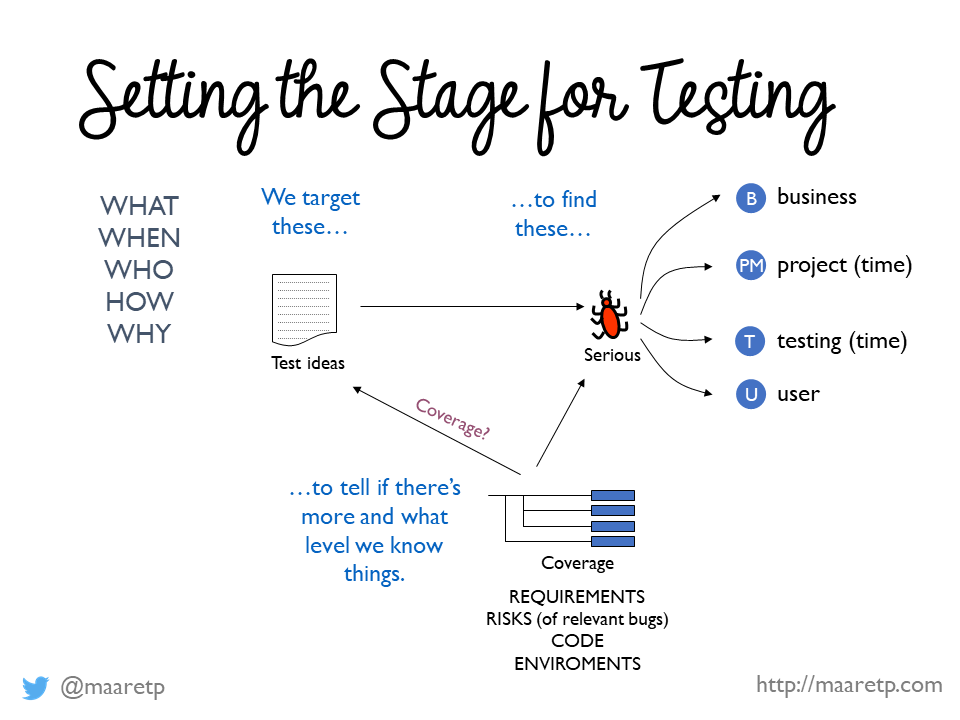 Setting the Stage for Testing
WHAT
WHEN
WHO
HOW
WHY
We target
these…
…to find
these…
B business
PM project (time)
T testing (time)
U user
Test ideas
Serious
Coverage?
…to tell if there's
more and what
level we know
things.
Coverage
REQUIREMENTS
RISKS (of relevant bugs)
CODE
ENVIROMENTS
@maaretp
http://maaretp.com